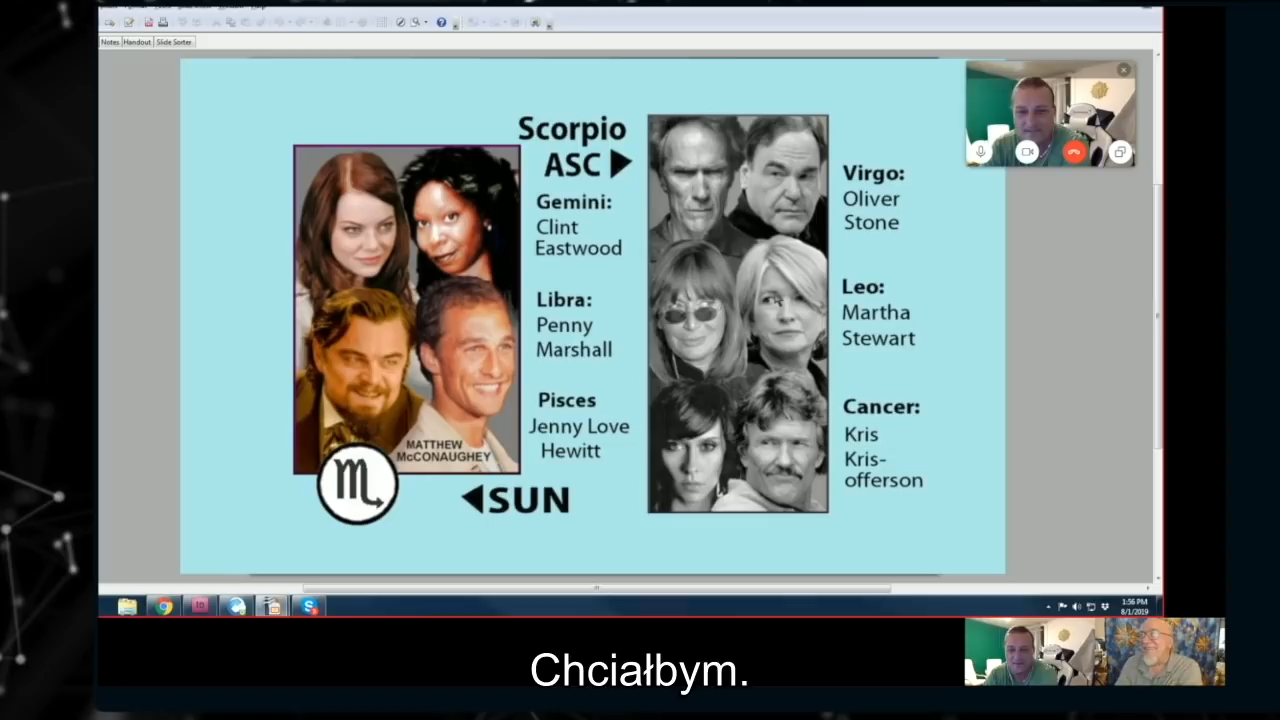 Notes
Handout
Slide Sorter
Scorpio
ASC
Gemini:
Clint
Eastwood
Libra:
Penny
Marshall
Pisces
Jenny Love
Hewitt
Virgo:
Oliver
Stone
Leo:
Martha
Stewart
Cancer:
Kris
Kris-
offerson
MATTHEW
McCONAUGHEY
SUN
1:56 PM
8/1/2019
Chciałbym.